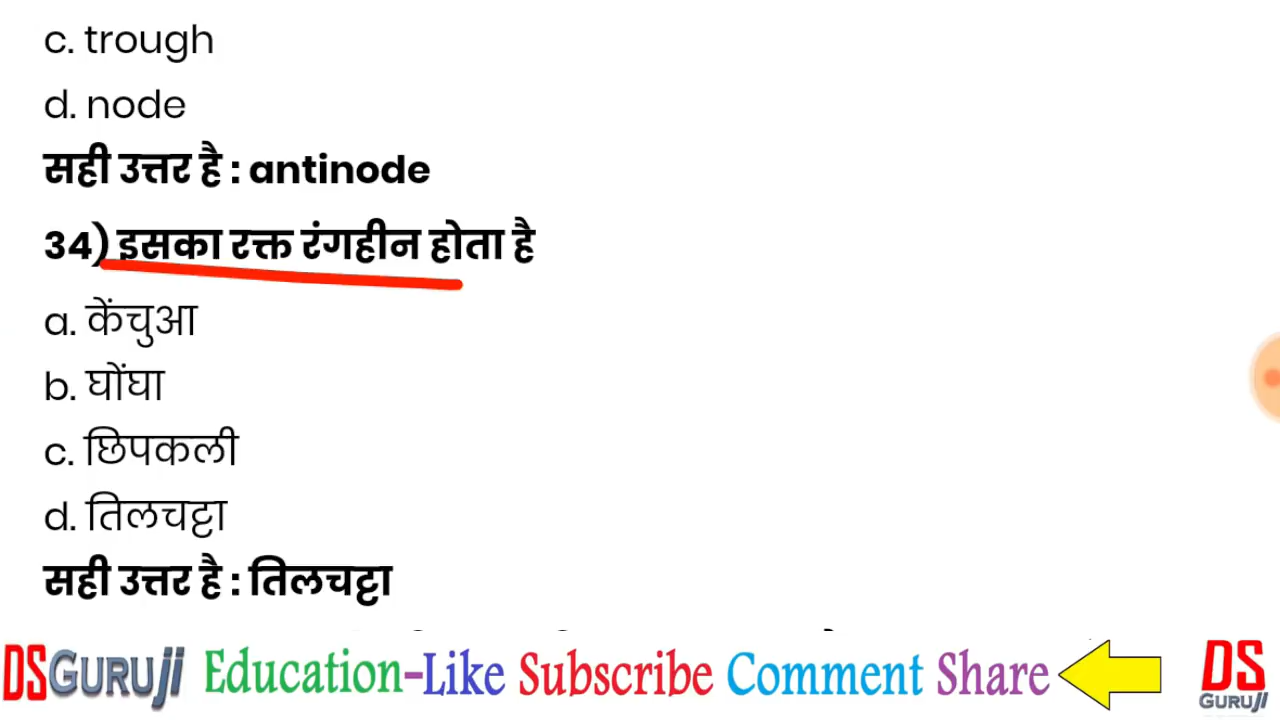 c. trough
d. node
सही उत्तर है : antinode
34) इसका रक्त रंगहीन होता है
a. केंचुआ
b. घोंघा
c. छिपकली
d. तिलचट्टा
सही उत्तर है : तिलचट्टा
DSGURUJI Education-Like Subscribe Comment Share DS
GURUJI